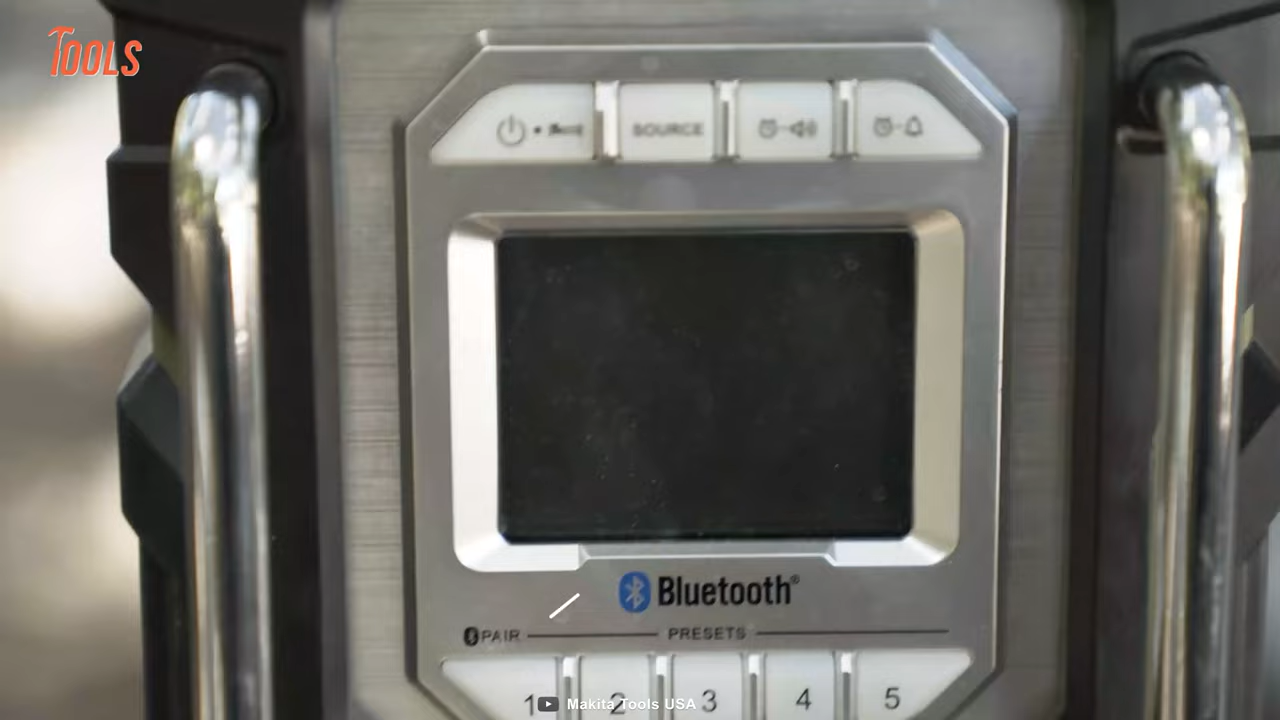 TOOLS
SOURCE
Bluetooth®
PAIR PRESETS
1 2 3 4 5
Makita Tools USA